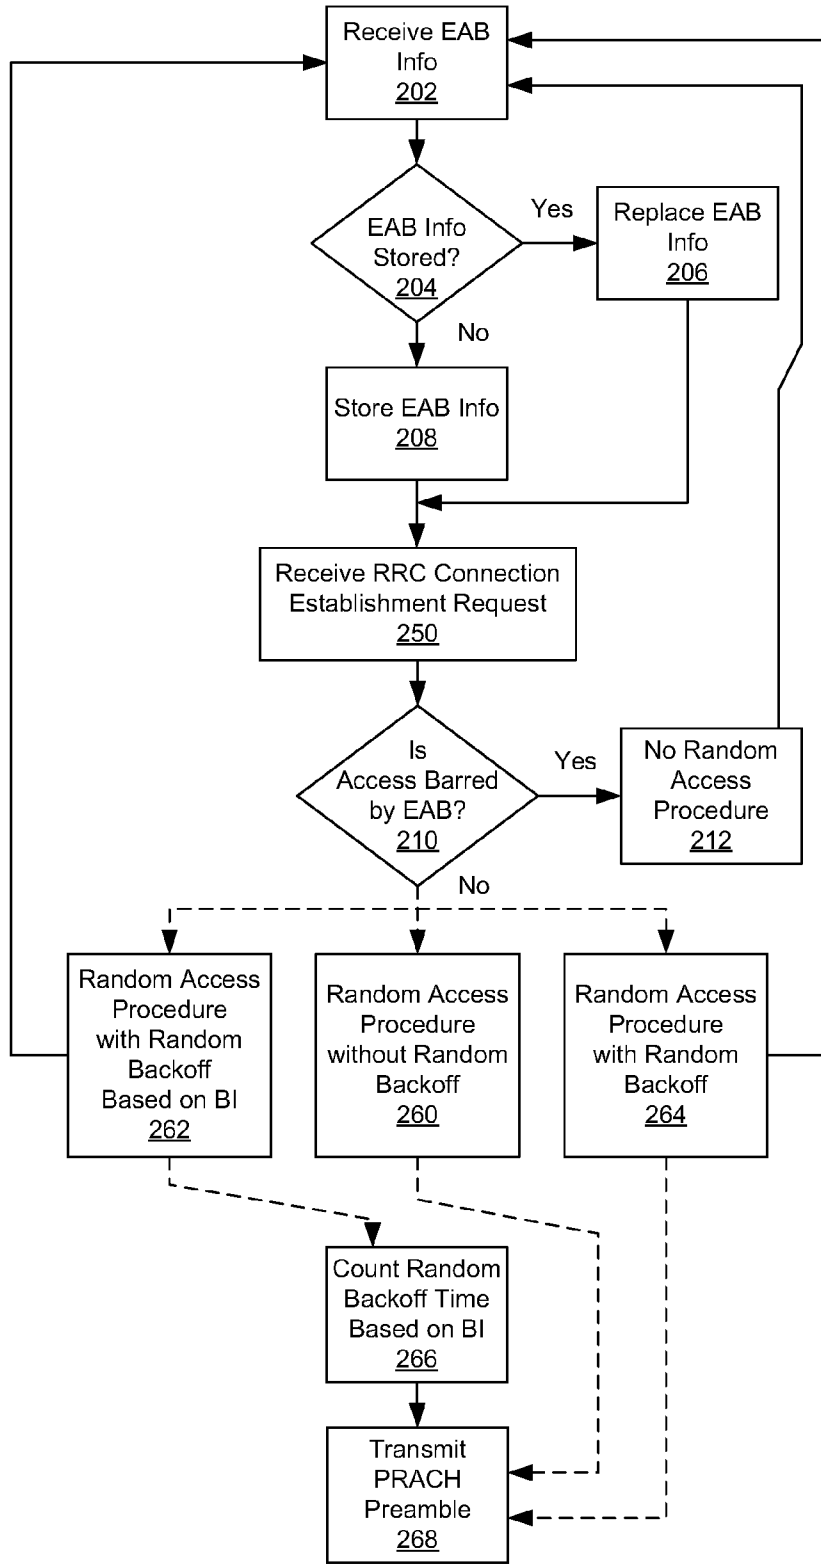 Receive EAB
Info
202
EAB Info
Stored?
204
Yes
Replace EAB
Info
206
No
Store EAB Info
208
Receive RRC Connection
Establishment Request
250
Is
Access Barred
by EAB?
210
Yes
No Random
Access
Procedure
212
No
Random Access
Procedure
with Random
Backoff
Based on BI
262
Random Access
Procedure
without Random
Backoff
260
Random Access
Procedure
with Random
Backoff
264
Count Random
Backoff Time
Based on BI
266
Transmit
PRACH
Preamble
268